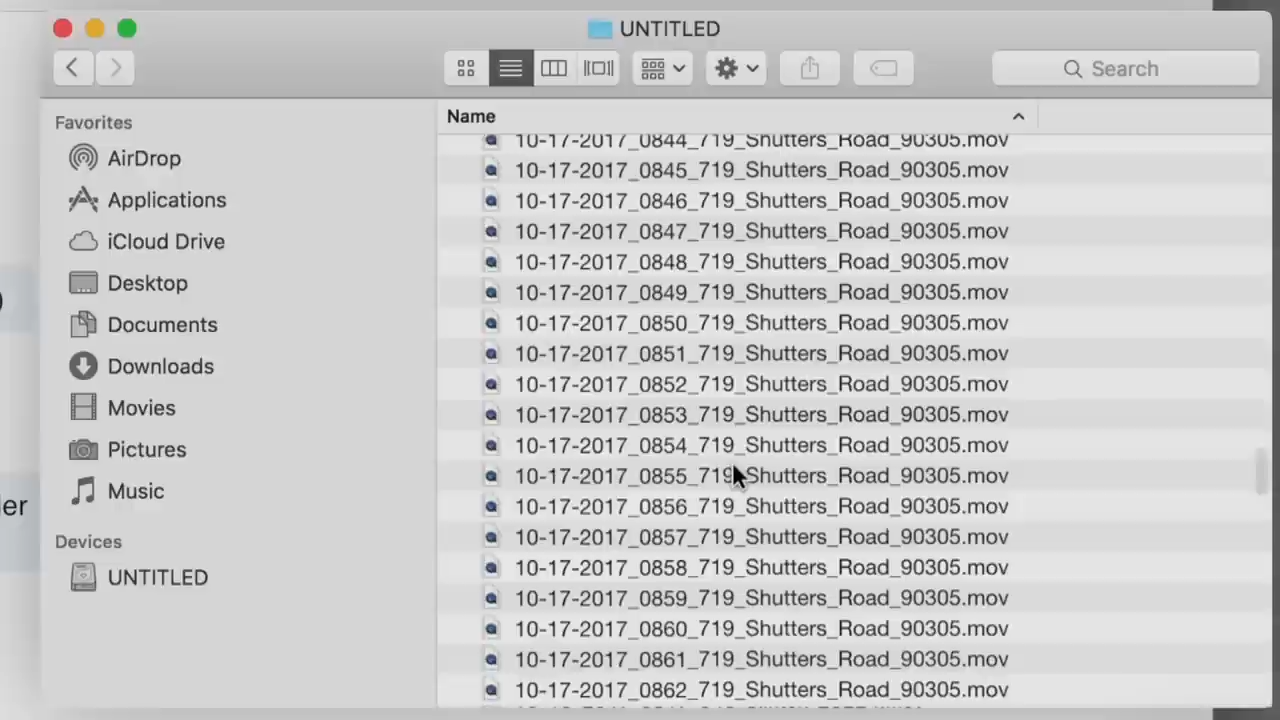 UNTITLED
Search
Favorites
AirDrop
Applications
iCloud Drive
Desktop
Documents
Downloads
Movies
Pictures
Music
Devices
UNTITLED
Name
10-17-2017_0844_719_Shutters_Road_90305.mov
10-17-2017_0845_719_Shutters_Road_90305.mov
10-17-2017_0846_719_Shutters_Road_90305.mov
10-17-2017_0847_719_Shutters_Road_90305.mov
10-17-2017_0848_719_Shutters_Road_90305.mov
10-17-2017_0849_719_Shutters_Road_90305.mov
10-17-2017_0850_719_Shutters_Road_90305.mov
10-17-2017_0851_719_Shutters_Road_90305.mov
10-17-2017_0852_719_Shutters_Road_90305.mov
10-17-2017_0853_719_Shutters_Road_90305.mov
10-17-2017_0854_719_Shutters_Road_90305.mov
10-17-2017_0855_719_Shutters_Road_90305.mov
10-17-2017_0856_719_Shutters_Road_90305.mov
10-17-2017_0857_719_Shutters_Road_90305.mov
10-17-2017_0858_719_Shutters_Road_90305.mov
10-17-2017_0859_719_Shutters_Road_90305.mov
10-17-2017_0860_719_Shutters_Road_90305.mov
10-17-2017_0861_719_Shutters_Road_90305.mov
10-17-2017_0862_719_Shutters_Road_90305.mov